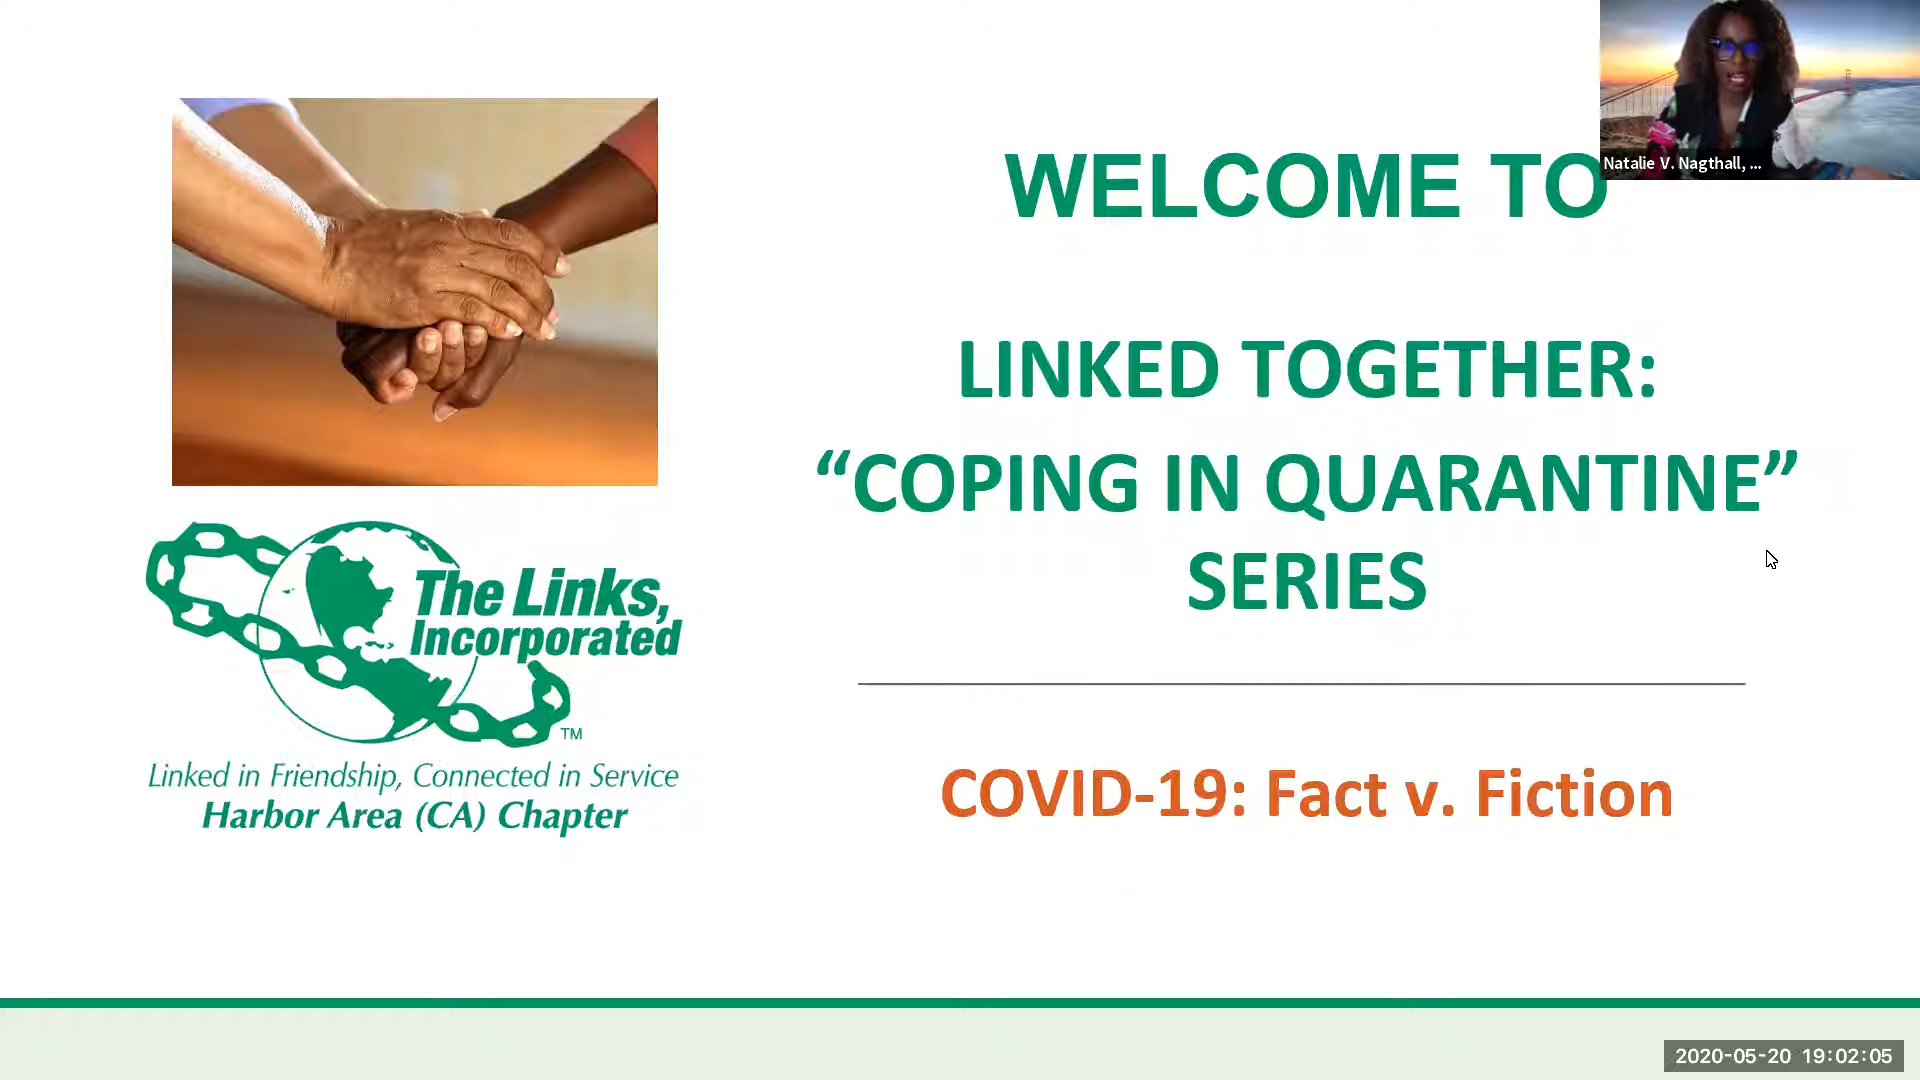 Natalie V. Nagthall, ...
WELCOME TO
LINKED TOGETHER:
“COPING IN QUARANTINE”
SERIES
COVID-19: Fact v. Fiction
The Links,
Incorporated
TM
Linked in Friendship, Connected in Service
Harbor Area (CA) Chapter
2020-05-20 19:02:05